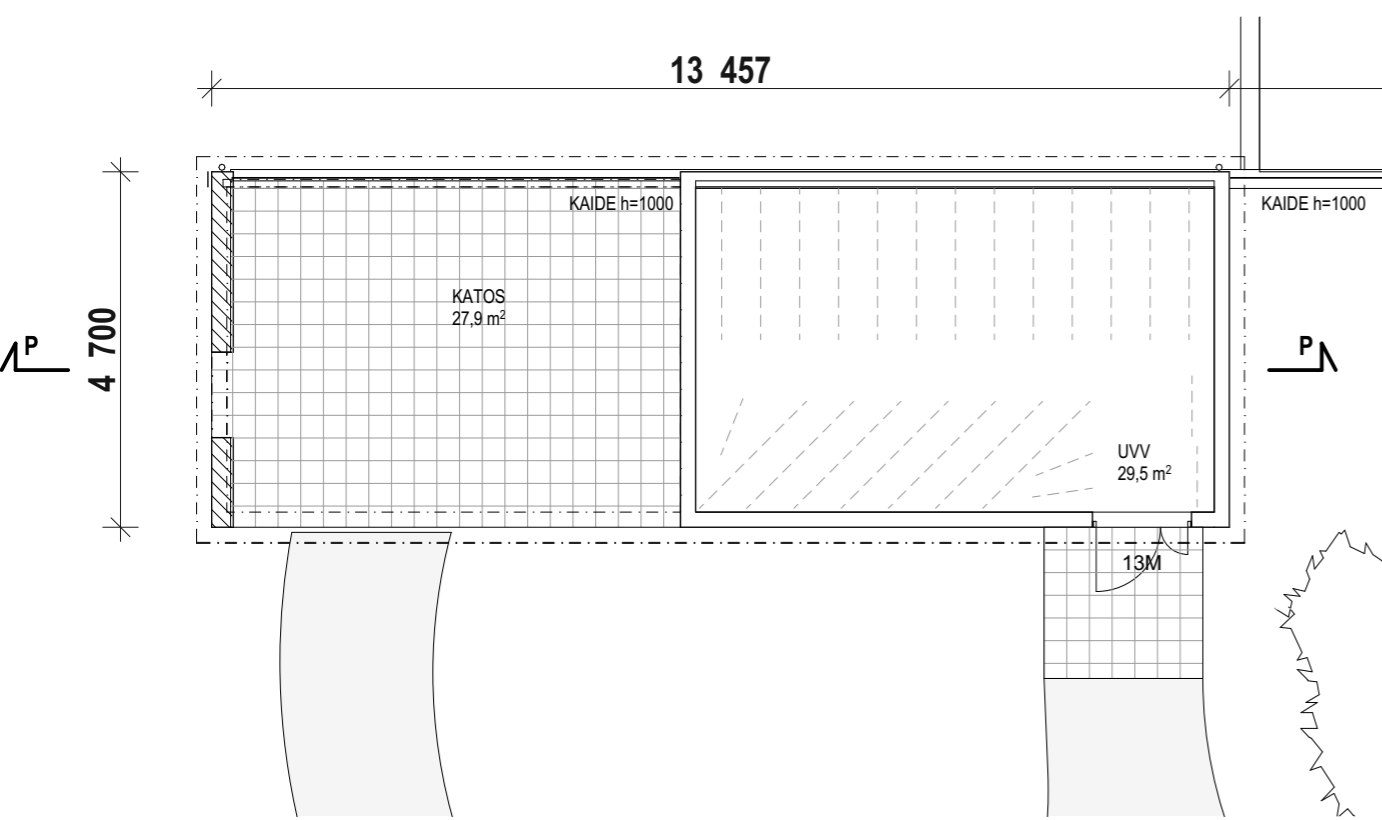 13 457
KAIDE h=1000
KAIDE h=1000
KATOS
27,9 m²
4 700
P
P
UVV
29,5 m²
13M